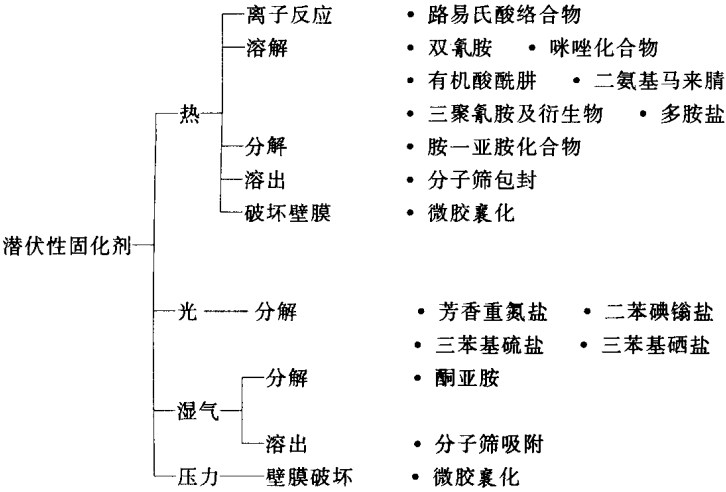 离子反应 • 路易氏酸络合物
溶解 • 双氰胺 • 咪唑化合物
• 有机酸酰肼 • 二氨基马来腈
热 • 三聚氰胺及衍生物 • 多胺盐
分解 • 胺一亚胺化合物
溶出 • 分子筛包封
破坏壁膜 • 微胶襄化
潜伏性固化剂
光 分解 • 芳香重氮盐 • 二苯碘鎓盐
• 三苯基硫盐 • 三苯基硒盐
分解 • 酮亚胺
湿气
溶出 • 分子筛吸附
压力 壁膜破坏 • 微胶襄化